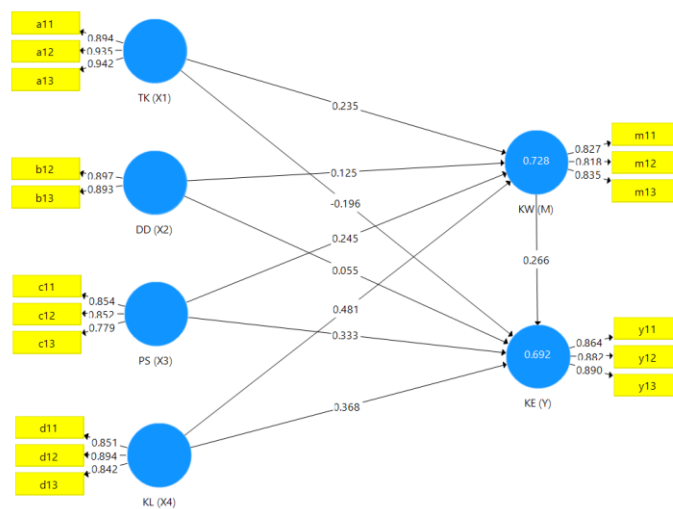 a11
a12
a13
0.894
0.935
0.942
TK (X1)
b12
b13
0.897
0.893
DD (X2)
c11
c12
c13
0.854
0.852
0.779
PS (X3)
d11
d12
d13
0.851
0.894
0.842
KL (X4)
0.235
0.125
-0.196
0.245
0.055
0.481
0.333
0.368
0.728
KW (M)
0.827
0.818
0.835
m11
m12
m13
0.266
0.692
KE (Y)
0.864
0.882
0.890
y11
y12
y13